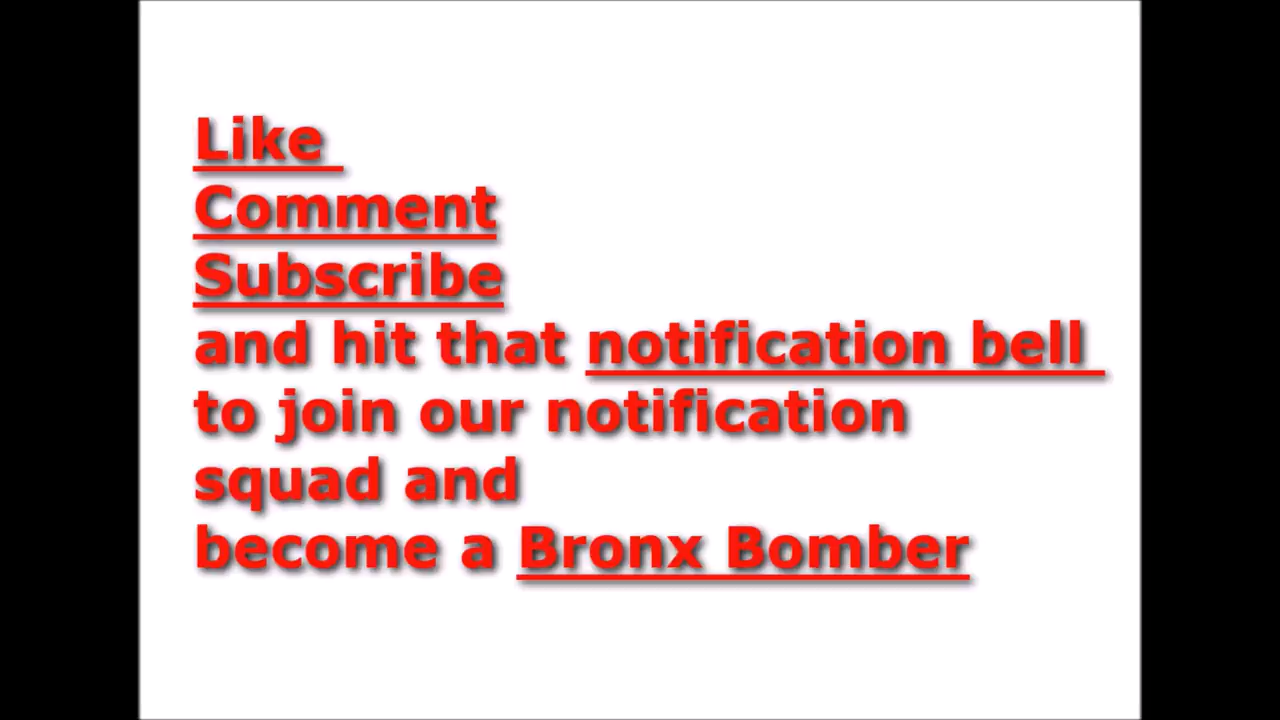 Like
Comment
Subscribe
and hit that notification bell
to join our notification
squad and
become a Bronx Bomber